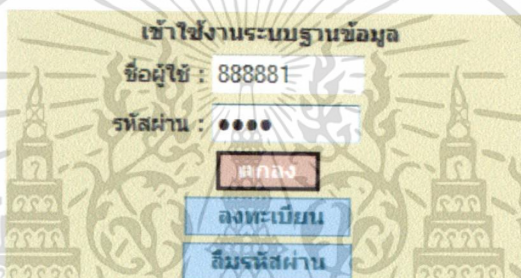 เข้าใช้งานระบบฐานข้อมูล
ชื่อผู้ใช้ : 888881
รหัสผ่าน : ●●●●
ตกลง
ลงทะเบียน
ลืมรหัสผ่าน